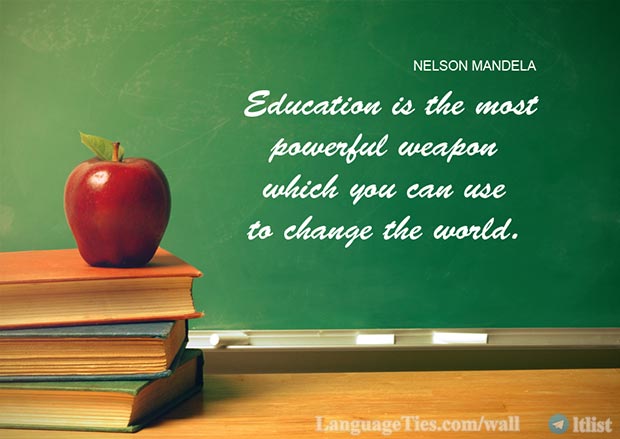 NELSON MANDELA
Education is the most
powerful weapon
which you can use
to change the world.
LanguageTies.com/wall ltlist